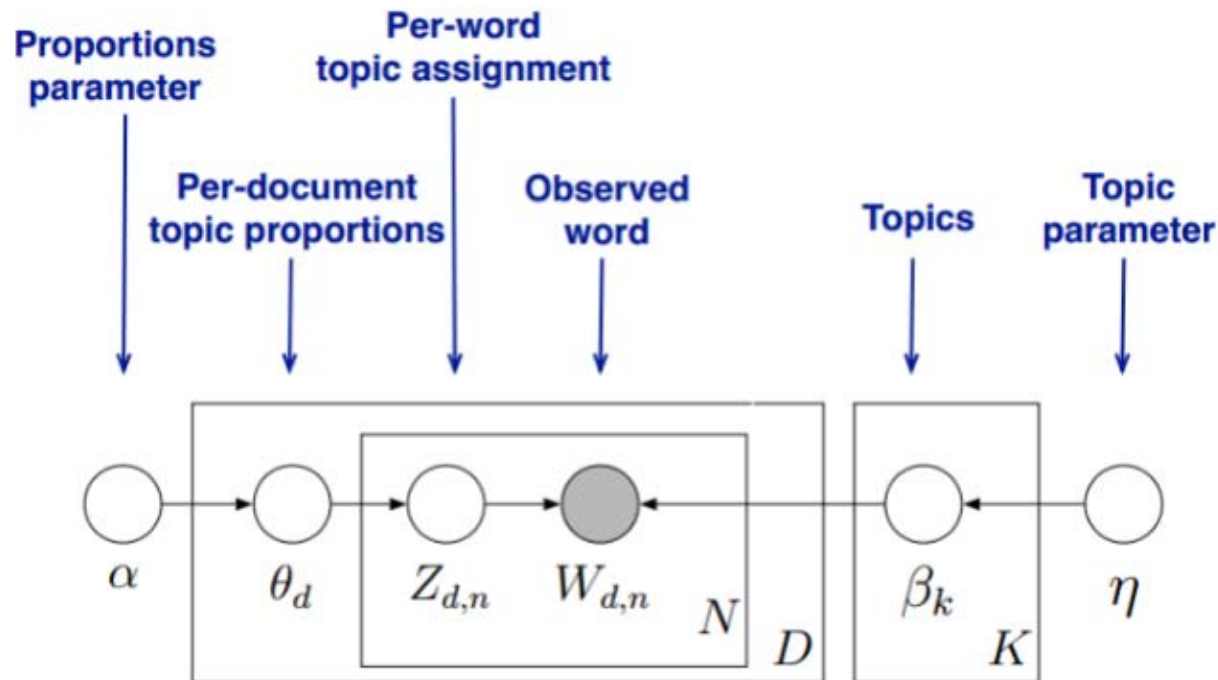 Proportions
parameter
Per-word
topic assignment
Per-document
topic proportions
Observed
word
Topics
Topic
parameter
α
θd
Zd,n
Wd,n
N
D
βk
K
η